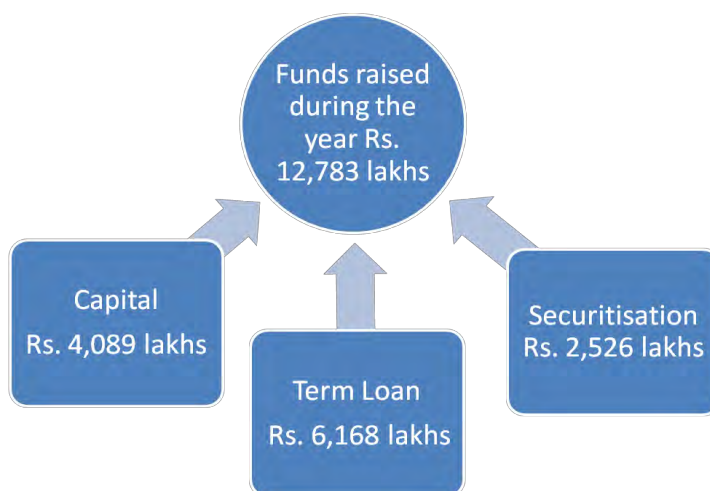 Funds raised
during the
year Rs.
12,783 lakhs
Capital
Rs. 4,089 lakhs
Term Loan
Rs. 6,168 lakhs
Securitisation
Rs. 2,526 lakhs